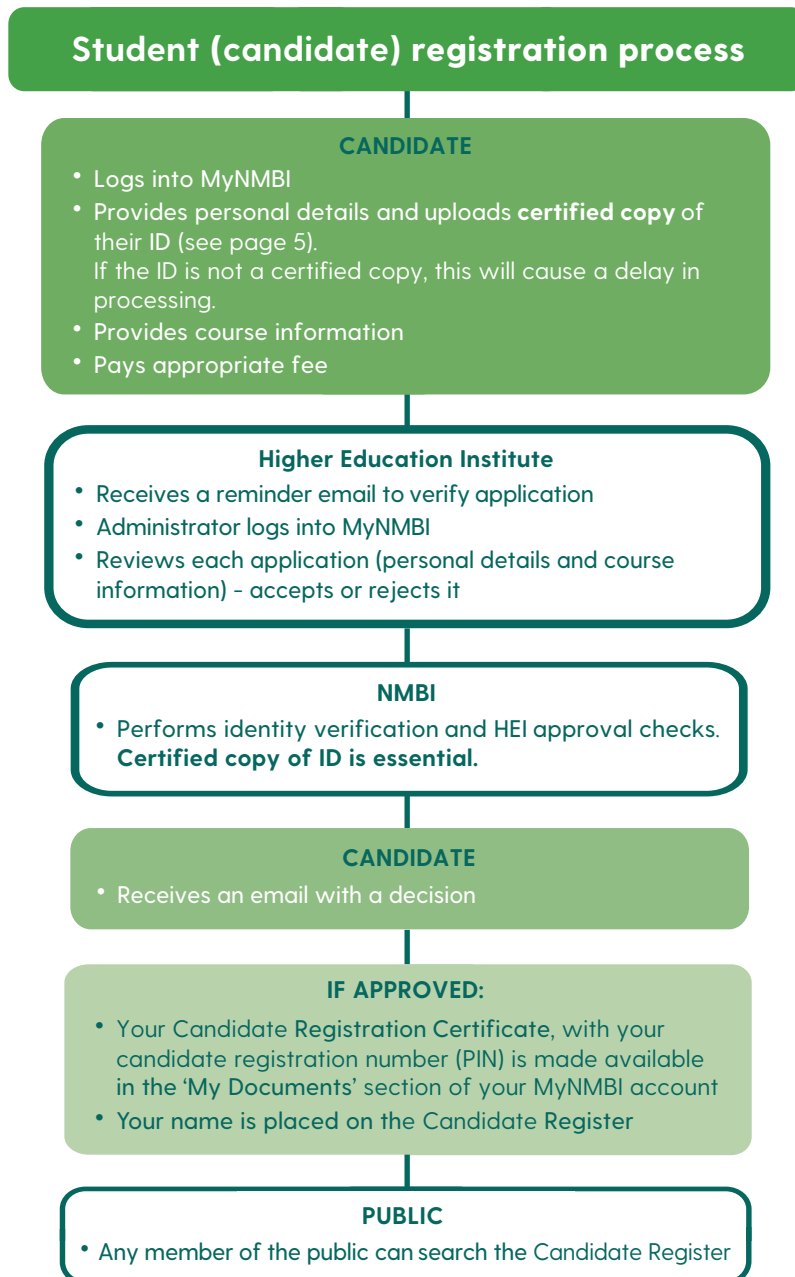 Student (candidate) registration process
CANDIDATE
• Logs into MyNMBI
• Provides personal details and uploads certified copy of
their ID (see page 5).
If the ID is not a certified copy, this will cause a delay in
processing.
• Provides course information
• Pays appropriate fee
Higher Education Institute
• Receives a reminder email to verify application
• Administrator logs into MyNMBI
• Reviews each application (personal details and course
information) - accepts or rejects it
NMBI
• Performs identity verification and HEI approval checks.
Certified copy of ID is essential.
CANDIDATE
• Receives an email with a decision
IF APPROVED:
• Your Candidate Registration Certificate, with your
candidate registration number (PIN) is made available
in the ‘My Documents’ section of your MyNMBI account
• Your name is placed on the Candidate Register
PUBLIC
• Any member of the public can search the Candidate Register